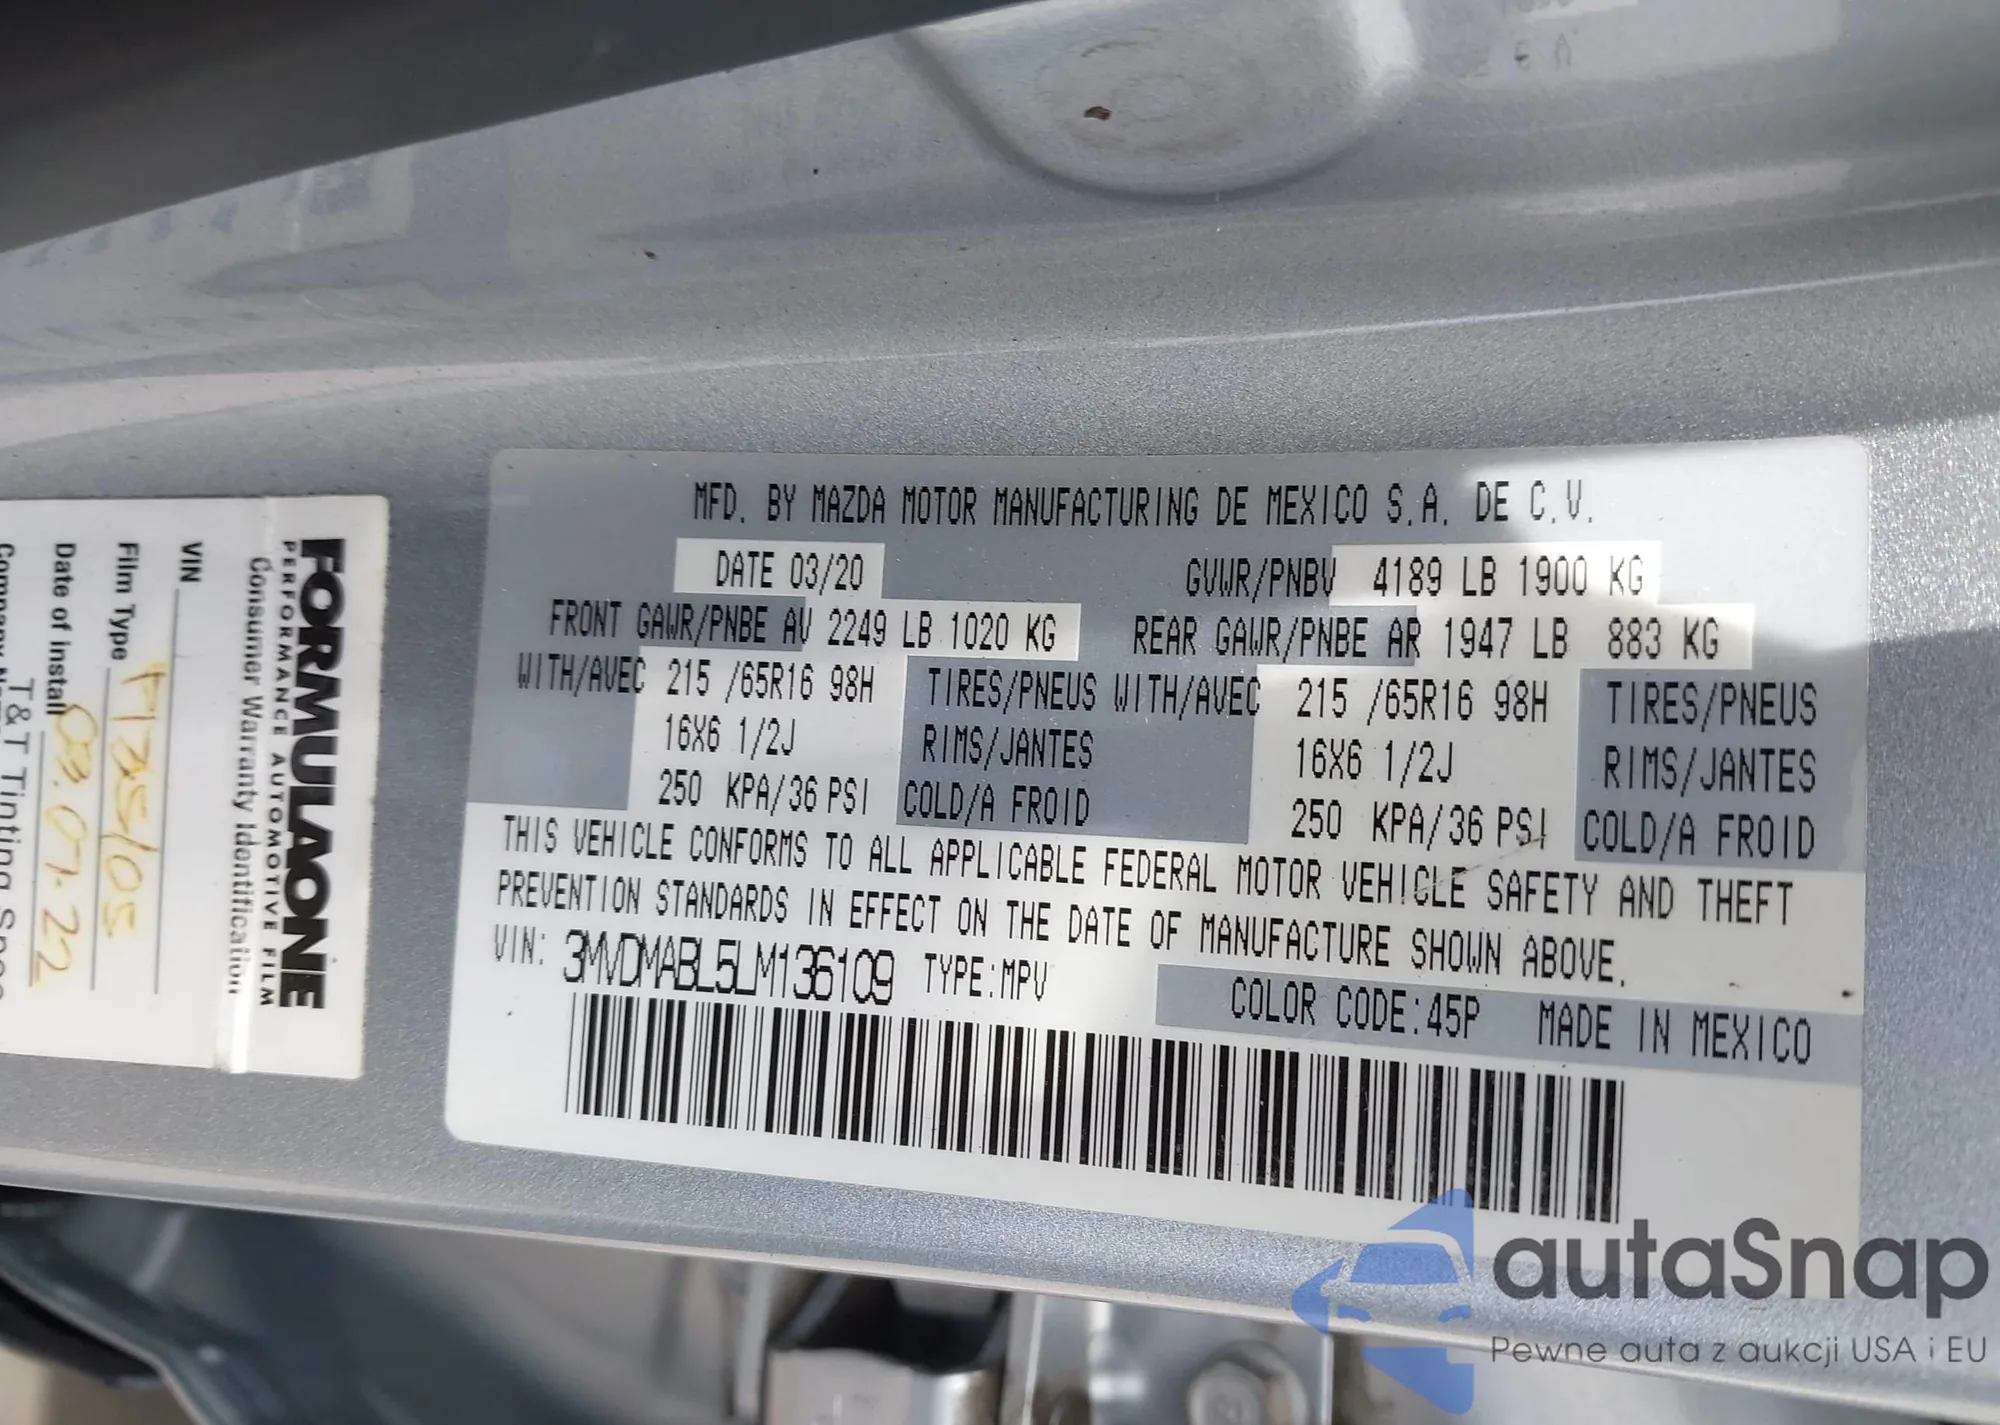 MFD. BY MAZDA MOTOR MANUFACTURING DE MEXICO S.A. DE C.V.
DATE 03/20 GVWR/PNBV 4189 LB 1900 KG
FRONT GAWR/PNBE AV 2249 LB 1020 KG REAR GAWR/PNBE AR 1947 LB 883 KG
WITH/AVEC 215 /65R16 98H TIRES/PNEUS WITH/AVEC 215 /65R16 98H TIRES/PNEUS
16X6 1/2J RIMS/JANTES 16X6 1/2J RIMS/JANTES
250 KPA/36 PSI COLD/A FROID 250 KPA/36 PSI COLD/A FROID
THIS VEHICLE CONFORMS TO ALL APPLICABLE FEDERAL MOTOR VEHICLE SAFETY AND THEFT
PREVENTION STANDARDS IN EFFECT ON THE DATE OF MANUFACTURE SHOWN ABOVE.
VIN: 3MVDMABL5LM136109 TYPE:MPV
COLOR CODE:45P MADE IN MEXICO
FORMULAONE
PERFORMANCE AUTOMOTIVE FILM
Consumer Warranty Identification
VIN
Film Type
Date of Install 09.07.22
Company
T&T Tinting
autaSnap
Pewne auta z aukcji USA i EU